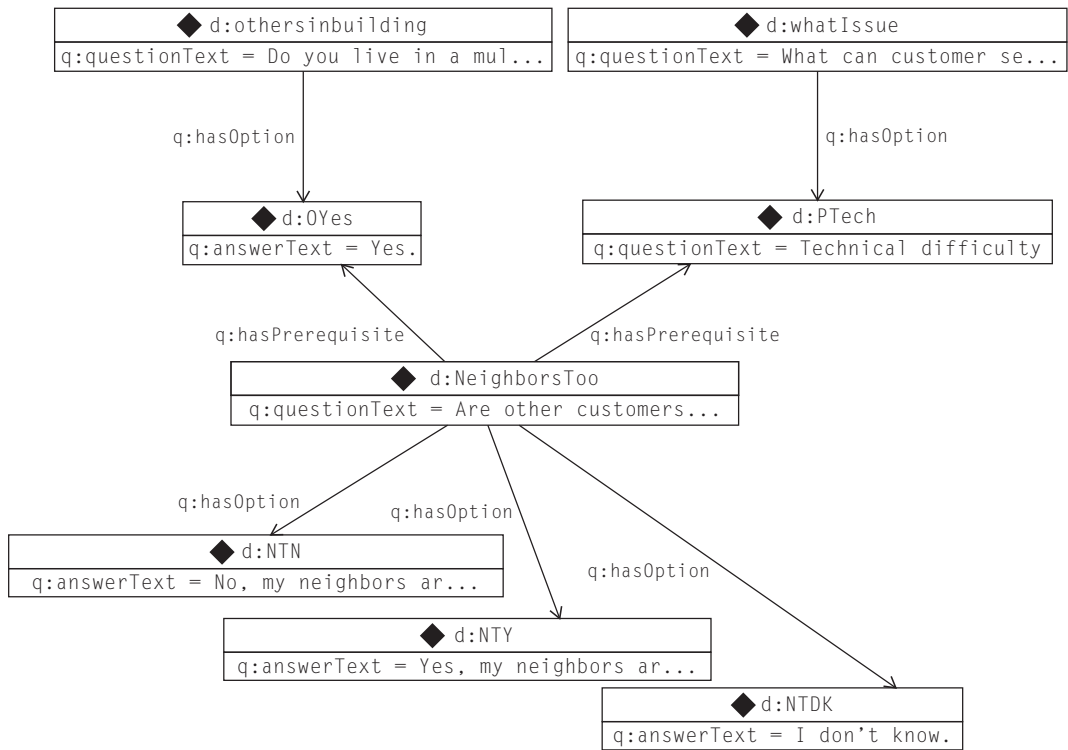 d:othersinbuilding
q:questionText = Do you live in a mul...
d:whatIssue
q:questionText = What can customer se...
q:hasOption
q:hasOption
d:OYes
q:answerText = Yes.
d:PTech
q:questionText = Technical difficulty
q:hasPrerequisite
q:hasPrerequisite
d:NeighborsToo
q:questionText = Are other customers...
q:hasOption
q:hasOption
q:hasOption
d:NTN
q:answerText = No, my neighbors ar...
d:NTY
q:answerText = Yes, my neighbors ar...
d:NTDK
q:answerText = I don't know.